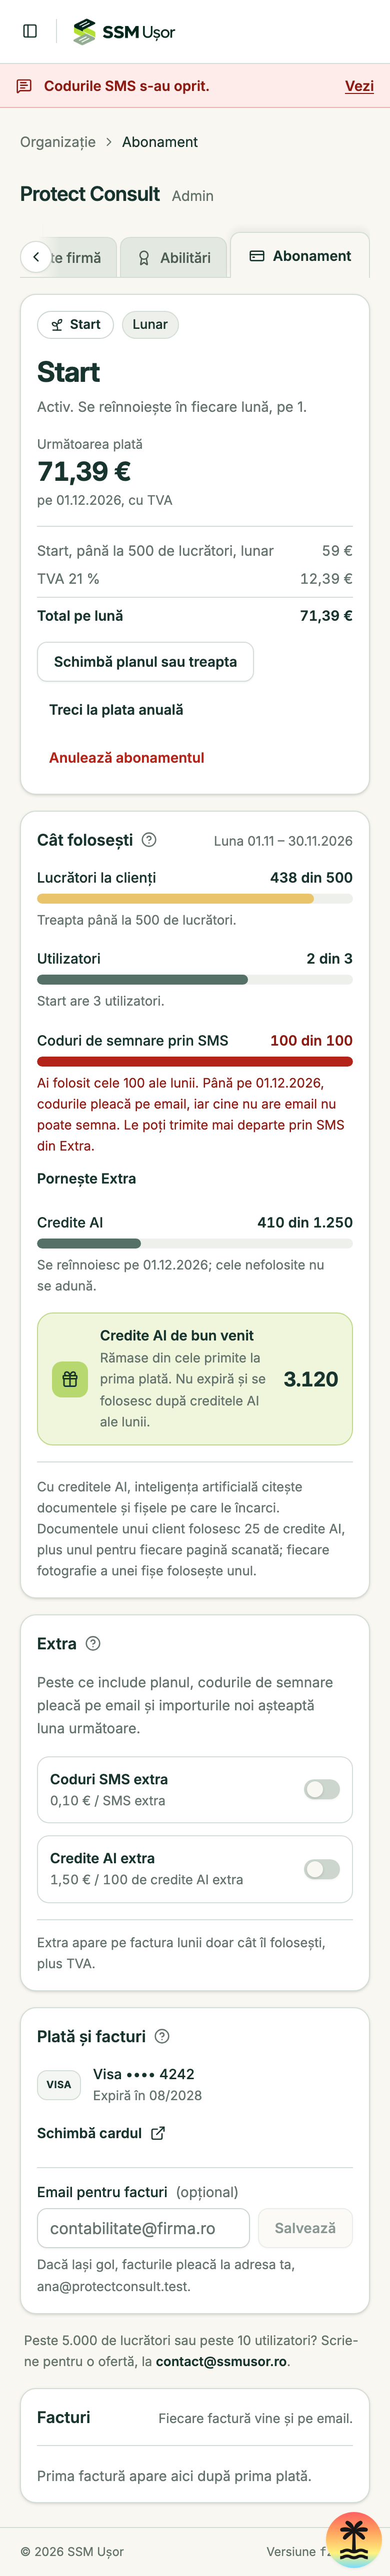 SSM Ușor
Codurile SMS s-au oprit.
Vezi
Organizație > Abonament
Protect Consult Admin
te firmă
Abilități
Abonament
Start
Lunar
Start
Activ. Se reînnoiește în fiecare lună, pe 1.
Următoarea plată
71,39 €
pe 01.12.2026, cu TVA
Start, până la 500 de lucrători, lunar 59 €
TVA 21 % 12,39 €
Total pe lună 71,39 €
Schimbă planul sau treapta
Treci la plata anuală
Anulează abonamentul
Cât folosești Luna 01.11 – 30.11.2026
Lucrători la clienți 438 din 500
Treapta până la 500 de lucrători.
Utilizatori 2 din 3
Start are 3 utilizatori.
Coduri de semnare prin SMS 100 din 100
Ai folosit cele 100 ale lunii. Până pe 01.12.2026,
codurile pleacă pe email, iar cine nu are email nu
poate semna. Le poți trimite mai departe prin SMS
din Extra.
Pornește Extra
Credite AI 410 din 1.250
Se reînnoiesc pe 01.12.2026; cele nefolosite nu
se adună.
Credite AI de bun venit
Rămase din cele primite la
prima plată. Nu expiră și se
folosesc după creditele AI
ale lunii.
3.120
Cu creditele AI, inteligența artificială citește
documentele și fișele pe care le încarci.
Documentele unui client folosesc 25 de credite AI,
plus unul pentru fiecare pagină scanată; fiecare
fotografie a unei fișe folosește unul.
Extra
Peste ce include planul, codurile de semnare
pleacă pe email și importurile noi așteaptă
luna următoare.
Coduri SMS extra
0,10 € / SMS extra
Credite AI extra
1,50 € / 100 de credite AI extra
Extra apare pe factura lunii doar cât îl folosești,
plus TVA.
Plată și facturi
VISA
Visa •••• 4242
Expiră în 08/2028
Schimbă cardul
Email pentru facturi (opțional)
contabilitate@firma.ro
Salvează
Dacă lași gol, facturile pleacă la adresa ta,
ana@protectconsult.test.
Peste 5.000 de lucrători sau peste 10 utilizatori? Scrie-
ne pentru o ofertă, la contact@ssmusor.ro.
Facturi Fiecare factură vine și pe email.
Prima factură apare aici după prima plată.
© 2026 SSM Ușor Versiune